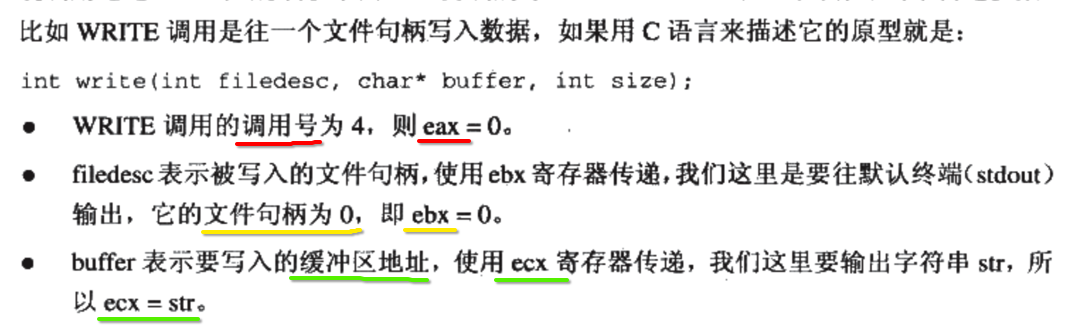 比如 WRITE 调用是往一个文件句柄写入数据，如果用 C 语言来描述它的原型就是：
int write(int filedesc, char* buffer, int size);
● WRITE 调用的调用号为 4，则 eax = 0。
● filedesc 表示被写入的文件句柄，使用 ebx 寄存器传递，我们这里是要往默认终端（stdout）
输出，它的文件句柄为 0，即 ebx = 0。
● buffer 表示要写入的缓冲区地址，使用 ecx 寄存器传递，我们这里要输出字符串 str，所
以 ecx = str。